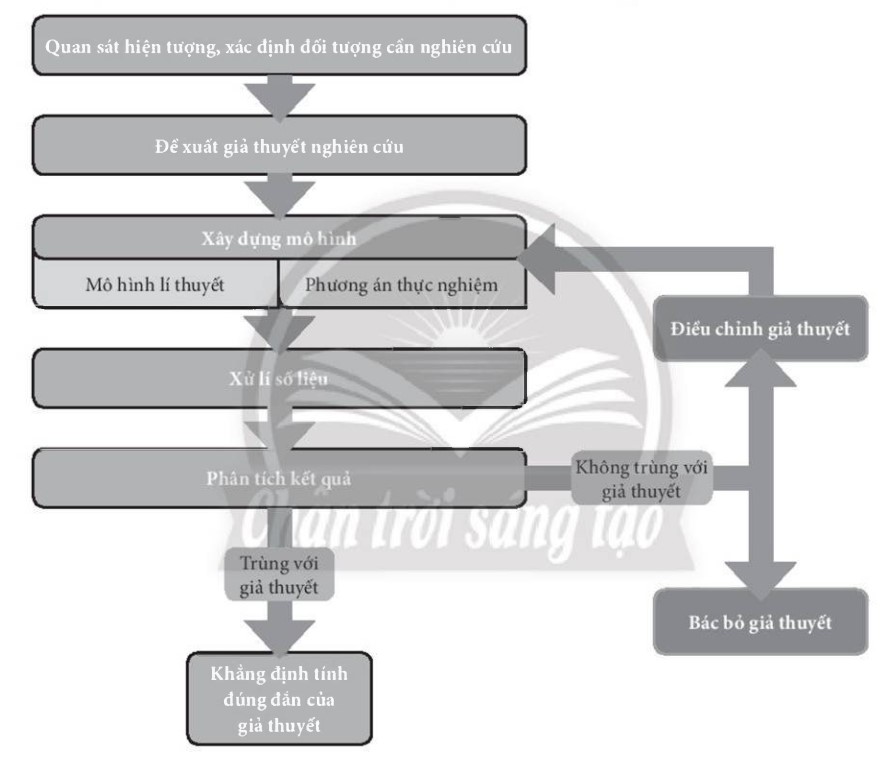 Quan sát hiện tượng, xác định đối tượng cần nghiên cứu
Đề xuất giả thuyết nghiên cứu
Xây dựng mô hình
Mô hình lí thuyết
Phương án thực nghiệm
Điều chỉnh giả thuyết
Xử lí số liệu
Phân tích kết quả
Không trùng với
giả thuyết
Chân trời sáng tạo
Trùng với
giả thuyết
Bác bỏ giả thuyết
Khẳng định tính
đúng đắn của
giả thuyết